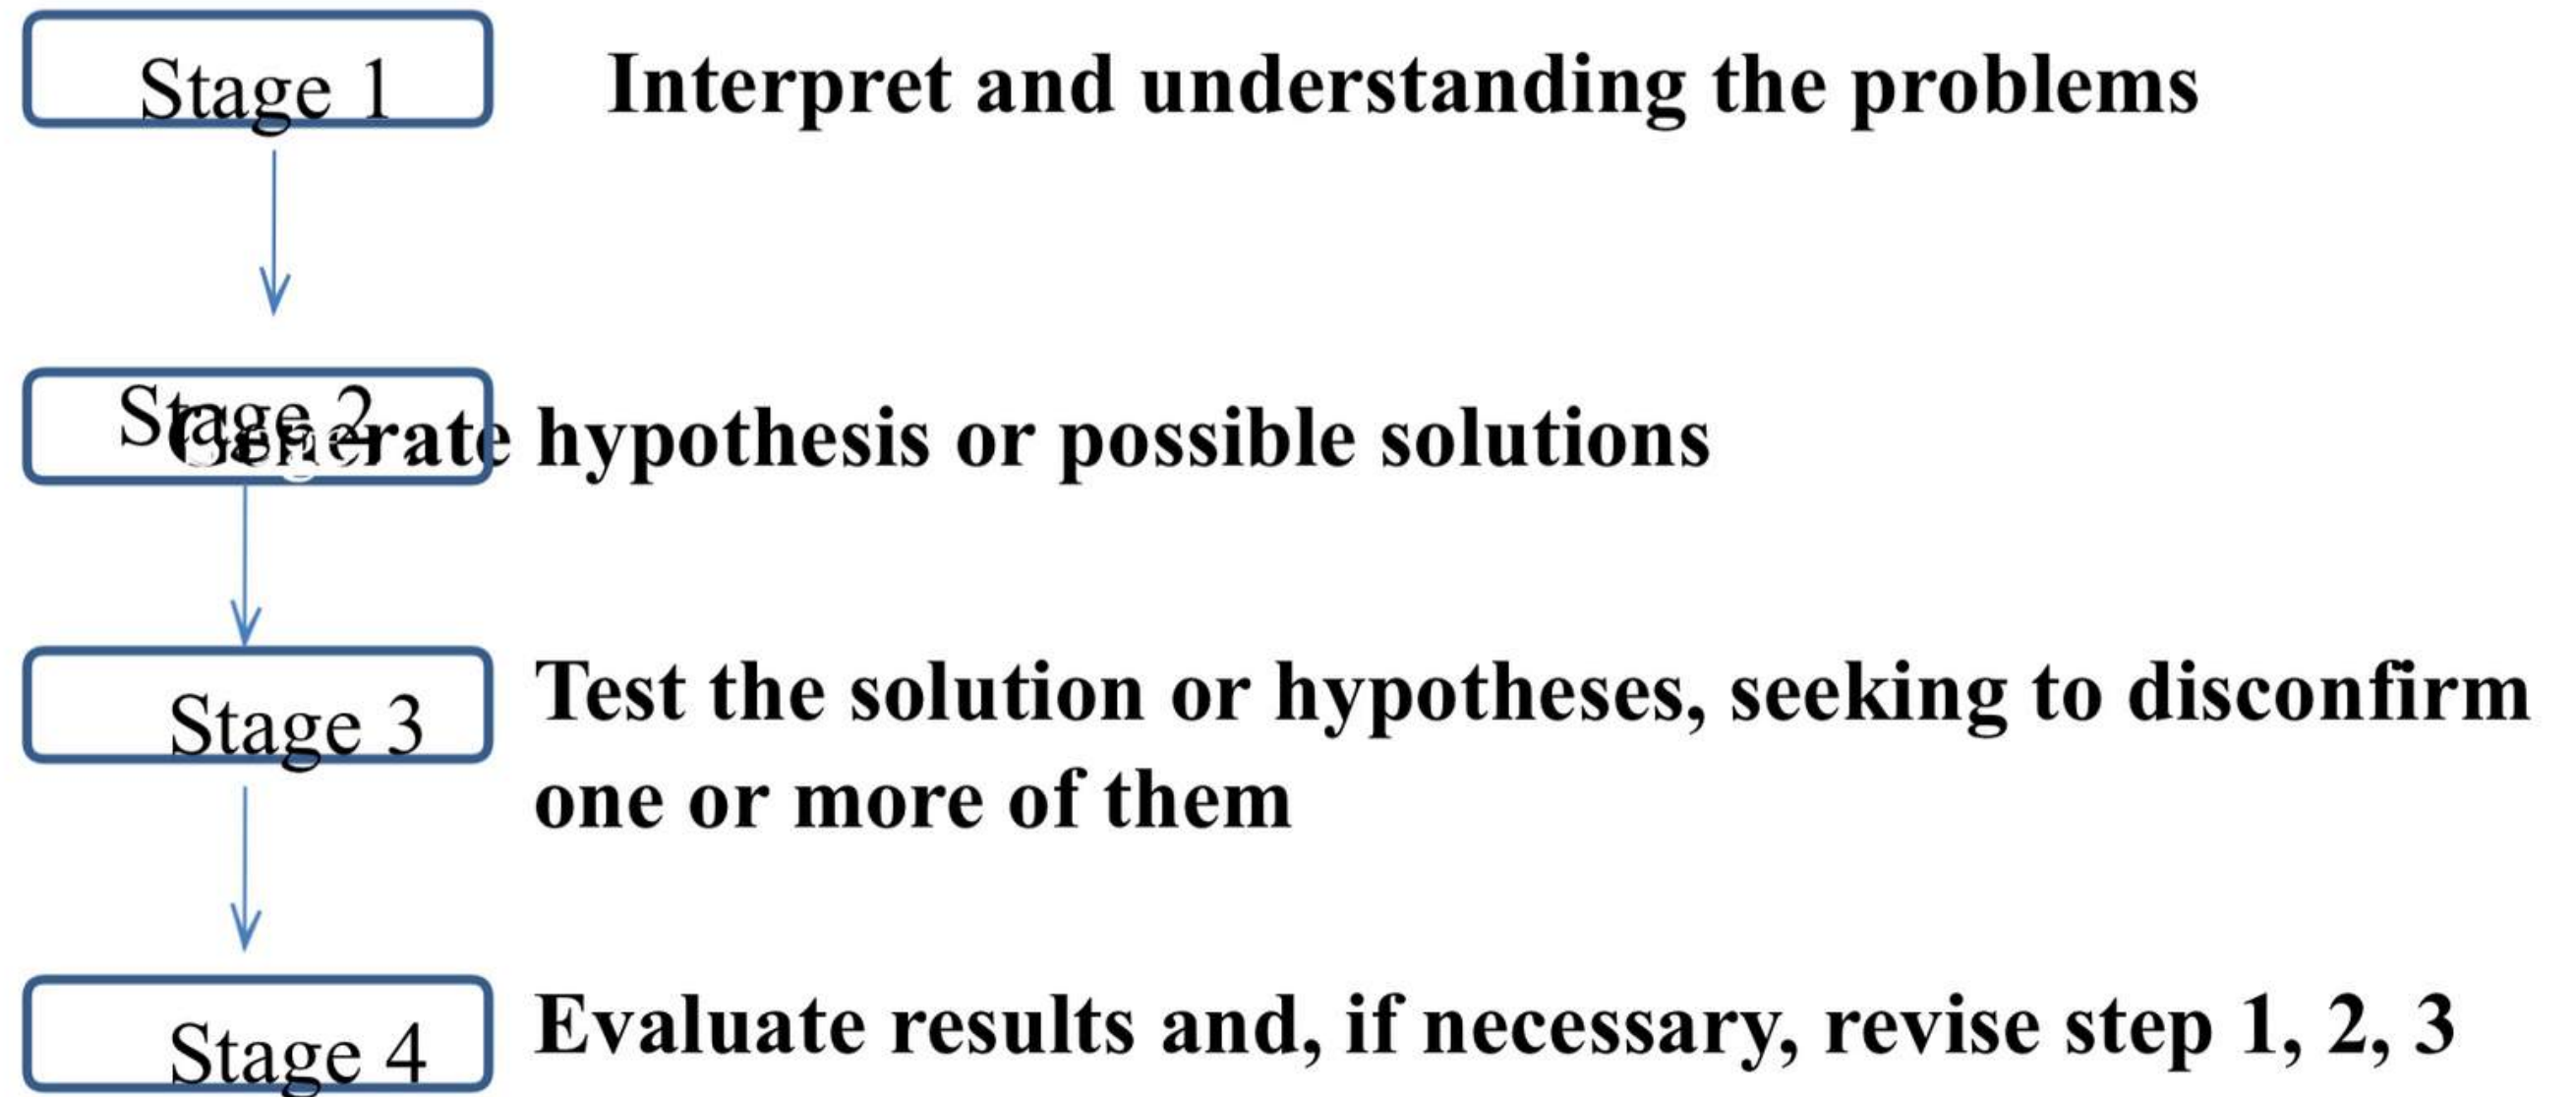 Stage 1
Interpret and understanding the problems
Stage 2
Generate hypothesis or possible solutions
Stage 3
Test the solution or hypotheses, seeking to disconfirm
one or more of them
Stage 4
Evaluate results and, if necessary, revise step 1, 2, 3